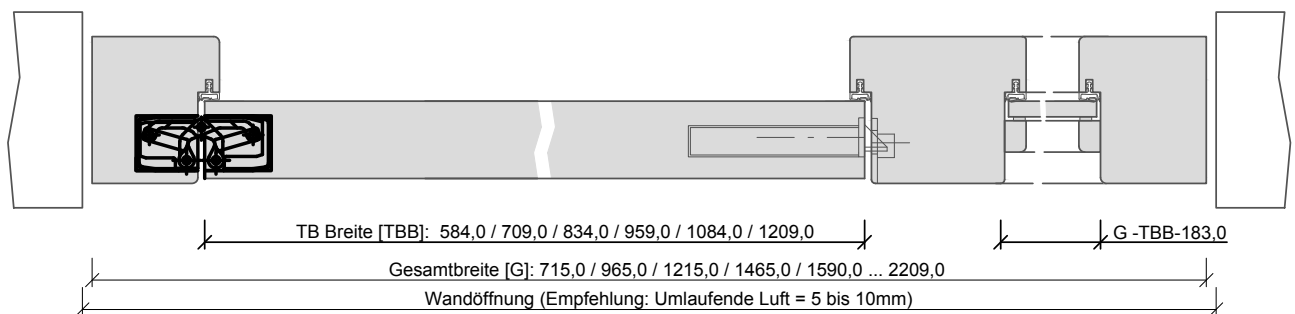 TB Breite [TBB]: 584,0 / 709,0 / 834,0 / 959,0 / 1084,0 / 1209,0
G -TBB-183,0
Gesamtbreite [G]: 715,0 / 965,0 / 1215,0 / 1465,0 / 1590,0 ... 2209,0
Wandöffnung (Empfehlung: Umlaufende Luft = 5 bis 10mm)